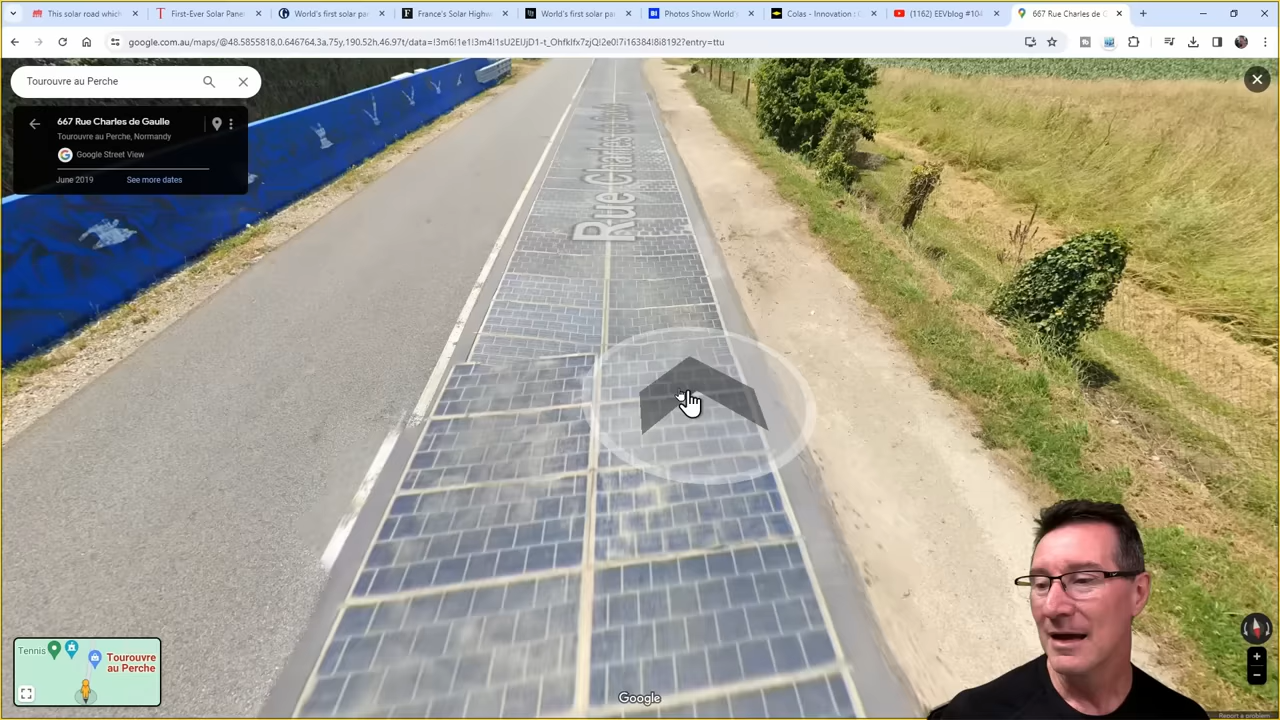 This solar road which
First-Ever Solar Pane
World's first solar pa
France's Solar Highw
World's first solar pa
Photos Show World'
Colas - Innovation : C
(1162) EEVblog #104
667 Rue Charles de G
google.com.au/maps/@48.5855818,0.646764,3a,75y,190.52h,46.97t/data=!3m6!1e1!3m4!1sU2ElJjD1-t_Ohfklfx7zjQ!2e0!7i16384!8i8192?entry=ttu
Tourouvre au Perche
667 Rue Charles de Gaulle
Tourouvre au Perche, Normandy
Google Street View
June 2019
See more dates
Rue Charles de Gaulle
Tennis
Tourouvre
au Perche
Google
Report a problem